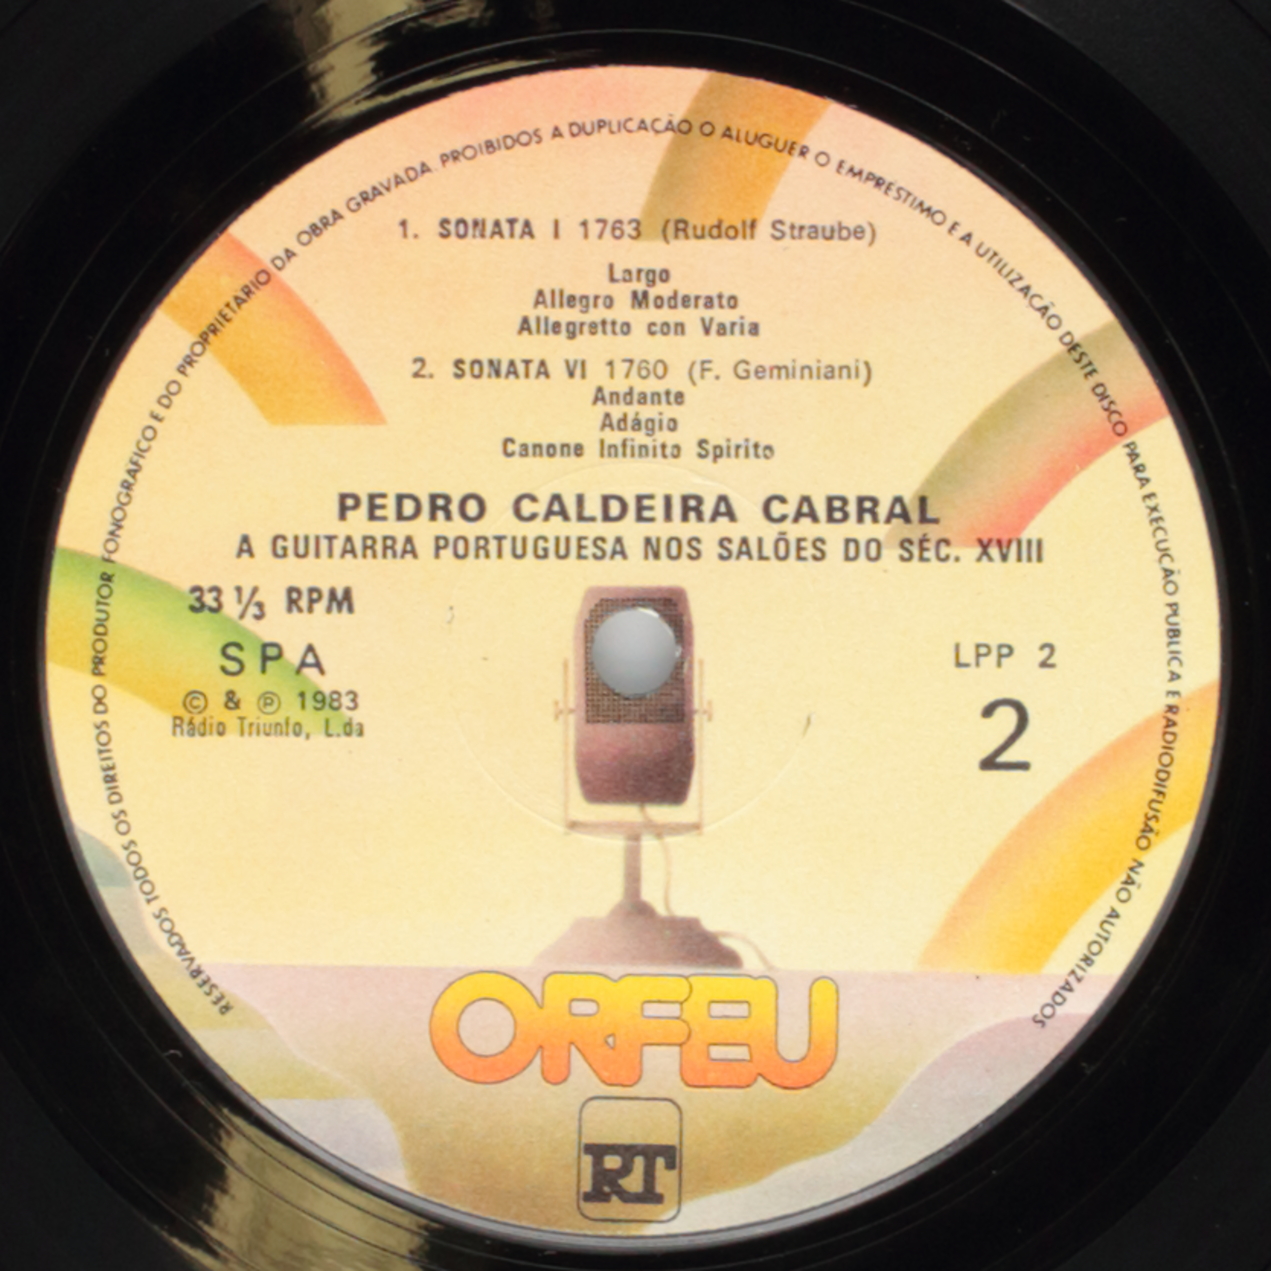 RESERVADOS TODOS OS DIREITOS DO PRODUTOR FONOGRAFICO E DO PROPRIETARIO DA OBRA GRAVADA. PROIBIDOS A DUPLICAÇÃO O ALUGUER O EMPRESTIMO E A UTILIZAÇÃO DESTE DISCO PARA EXECUÇÃO PUBLICA E RADIODIFUSÃO NÃO AUTORIZADOS
1. SONATA I 1763 (Rudolf Straube)
Largo
Allegro Moderato
Allegretto con Varia
2. SONATA VI 1760 (F. Geminiani)
Andante
Adágio
Canone Infinito Spirito
PEDRO CALDEIRA CABRAL
A GUITARRA PORTUGUESA NOS SALÕES DO SÉC. XVIII
33 1/3 RPM
SPA
© & ℗ 1983
Rádio Triunfo, L.da
LPP 2
2
ORFEU
RT